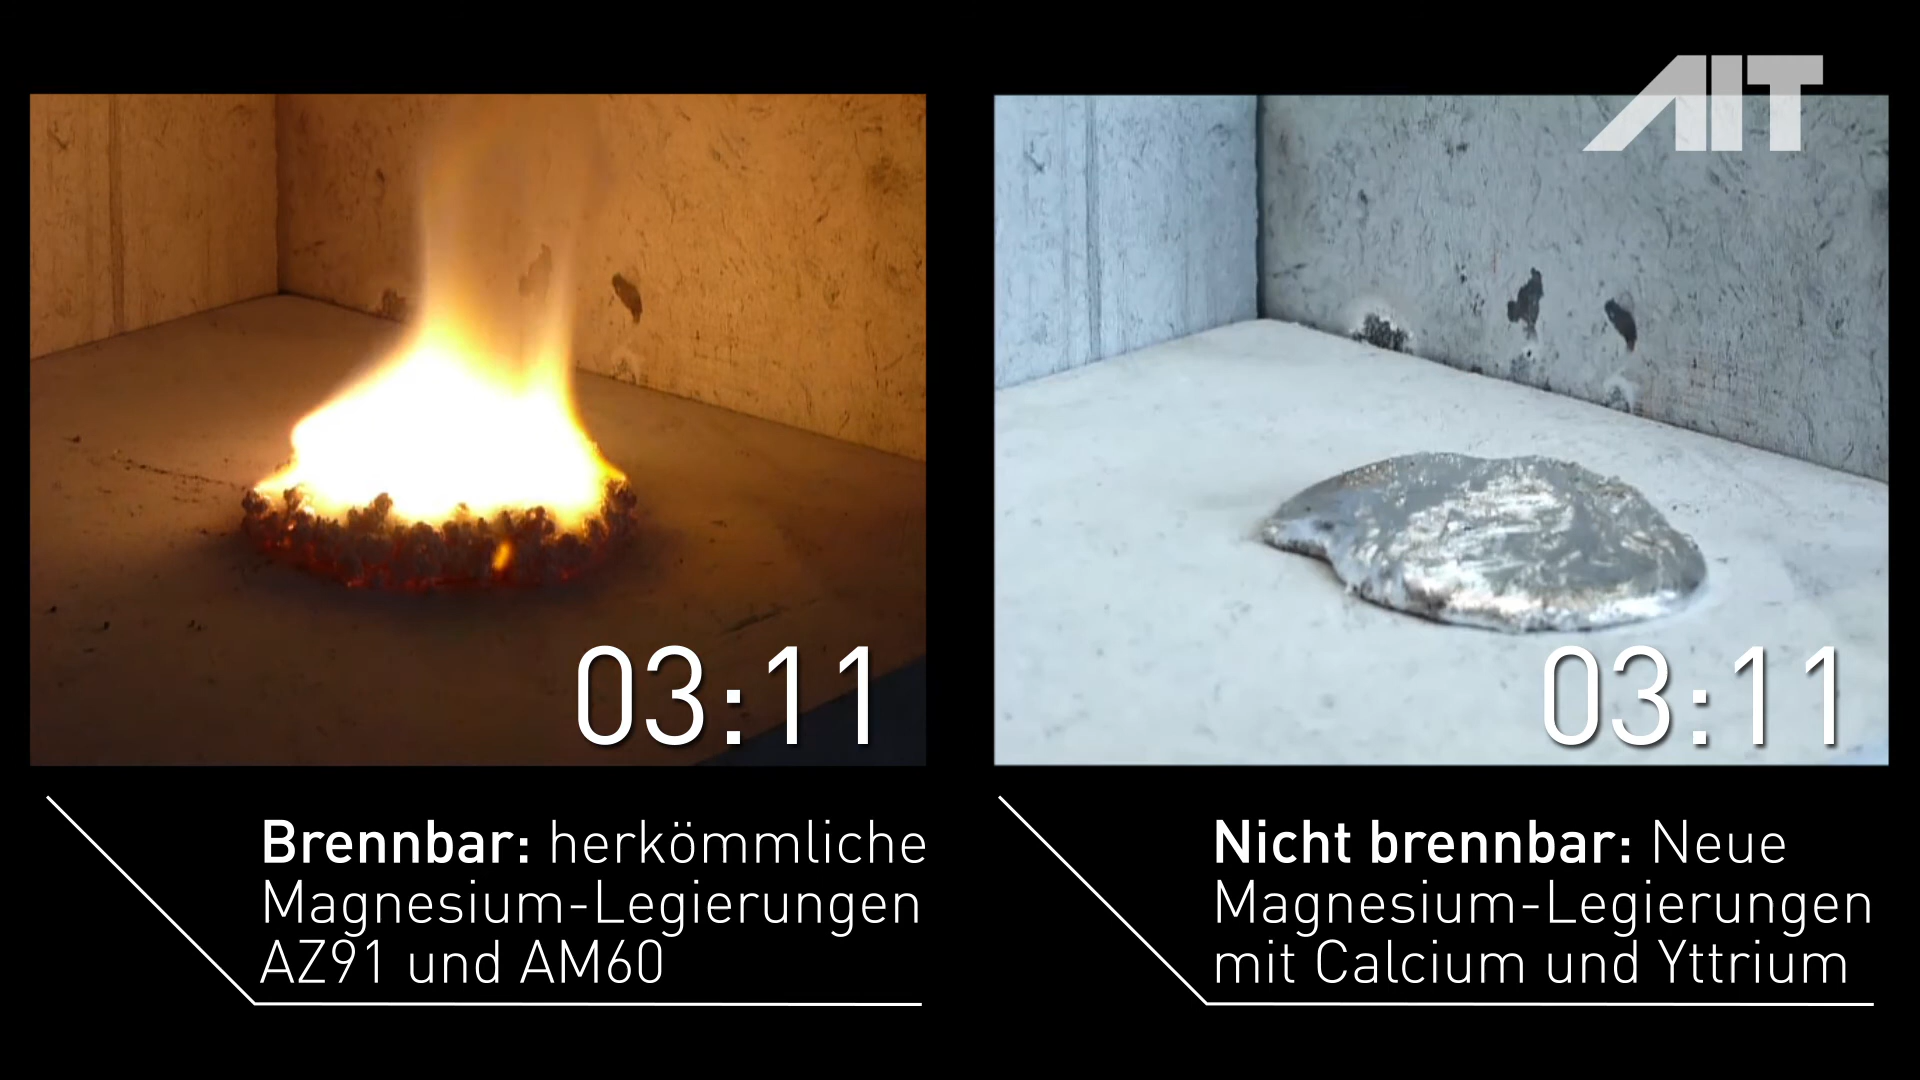 AIT
03:11
03:11
Brennbar: herkömmliche
Magnesium-Legierungen
AZ91 und AM60
Nicht brennbar: Neue
Magnesium-Legierungen
mit Calcium und Yttrium